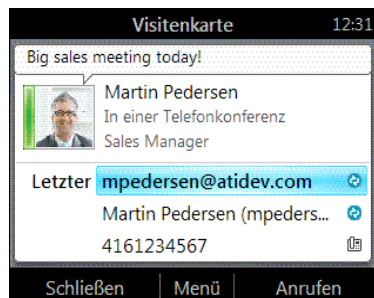 Visitenkarte 12:31
Big sales meeting today!
Martin Pedersen
In einer Telefonkonferenz
Sales Manager
Letzter mpedersen@atidev.com
Martin Pedersen (mpeders...
4161234567
Schließen Menü Anrufen